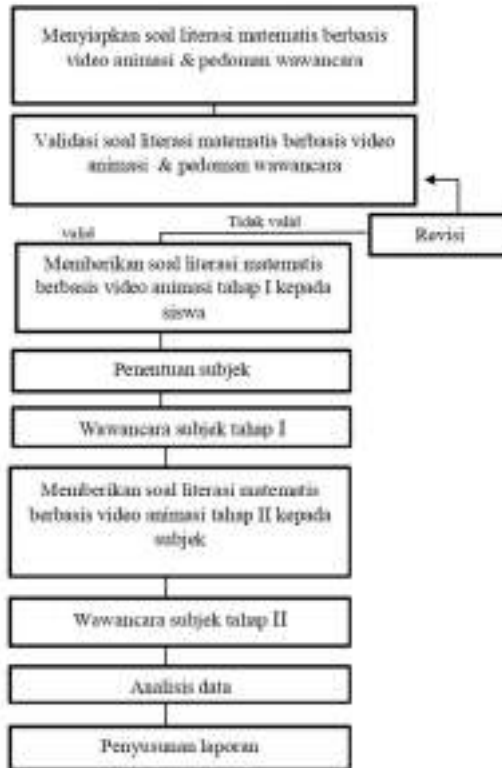 Menyiapkan soal literasi matematis berbasis
video animasi & pedoman wawancara
Validasi soal literasi matematis berbasis video
animasi & pedoman wawancara
valid
Tidak valid
Revisi
Memberikan soal literasi matematis
berbasis video animasi tahap I kepada
siswa
Penentuan subjek
Wawancara subjek tahap I
Memberikan soal literasi matematis
berbasis video animasi tahap II kepada
subjek
Wawancara subjek tahap II
Analisis data
Penyusunan laporan